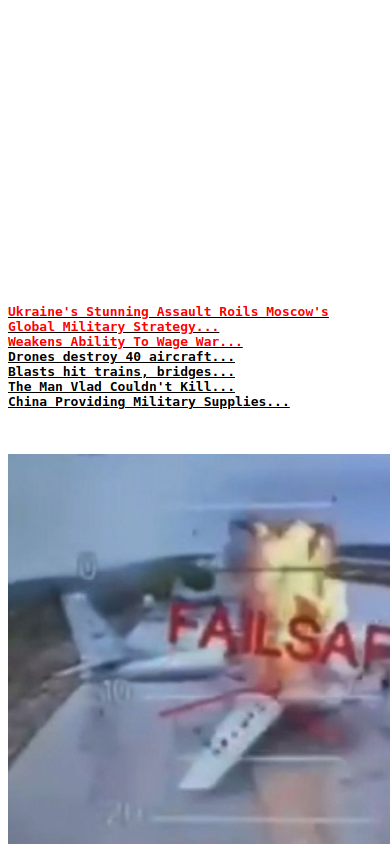 Ukraine's Stunning Assault Roils Moscow's
Global Military Strategy...
Weakens Ability To Wage War...
Drones destroy 40 aircraft...
Blasts hit trains, bridges...
The Man Vlad Couldn't Kill...
China Providing Military Supplies...
0
FAILSAF
-10
-20